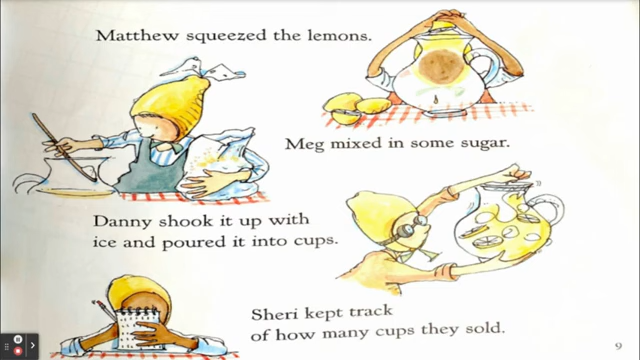 Matthew squeezed the lemons.
Meg mixed in some sugar.
Danny shook it up with
ice and poured it into cups.
Sheri kept track
of how many cups they sold.
9